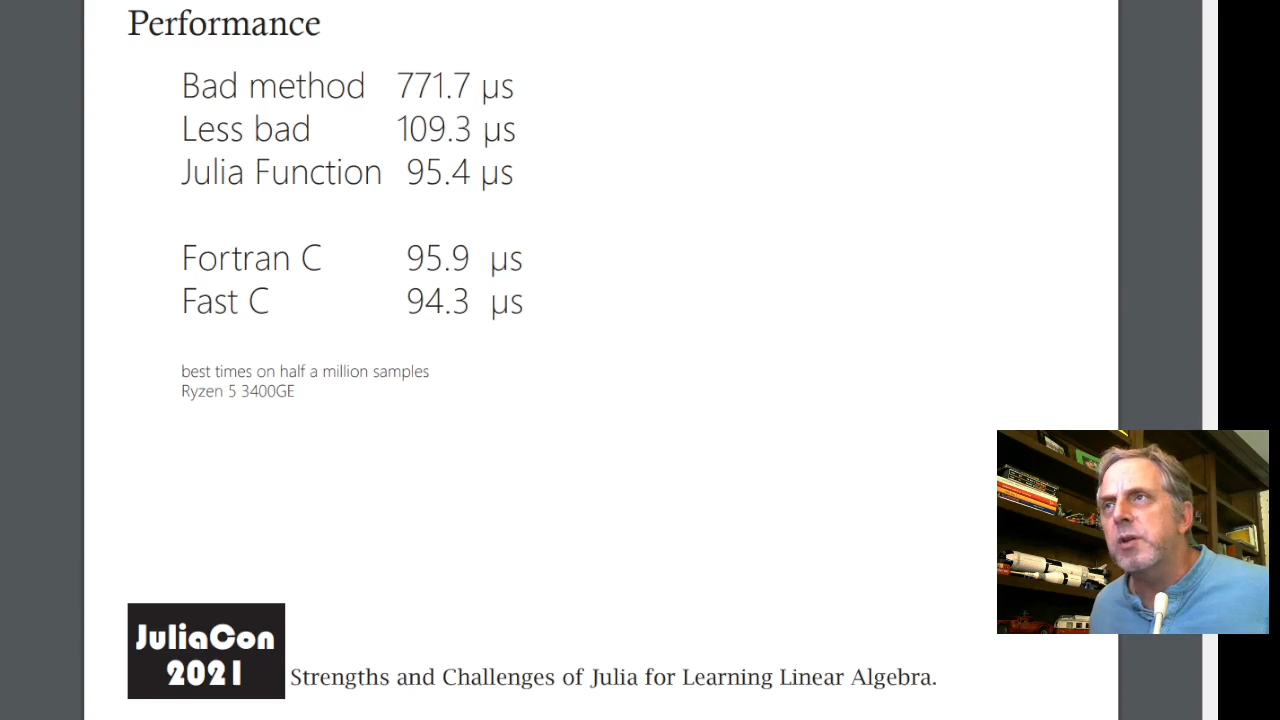 Performance
Bad method 771.7 µs
Less bad 109.3 µs
Julia Function 95.4 µs
Fortran C 95.9 µs
Fast C 94.3 µs
best times on half a million samples
Ryzen 5 3400GE
JuliaCon
2021
Strengths and Challenges of Julia for Learning Linear Algebra.